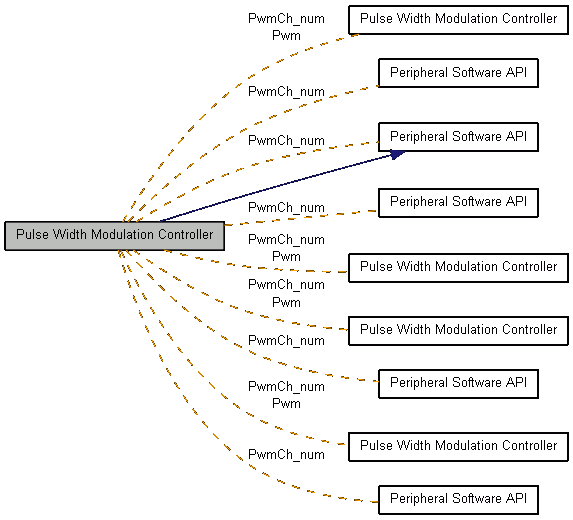 PwmCh_num
Pwm
Pulse Width Modulation Controller
PwmCh_num
Peripheral Software API
PwmCh_num
Peripheral Software API
PwmCh_num
Peripheral Software API
Pulse Width Modulation Controller
PwmCh_num
Pwm
Pulse Width Modulation Controller
PwmCh_num
Pwm
Pulse Width Modulation Controller
PwmCh_num
Peripheral Software API
PwmCh_num
Pwm
Pulse Width Modulation Controller
PwmCh_num
Peripheral Software API